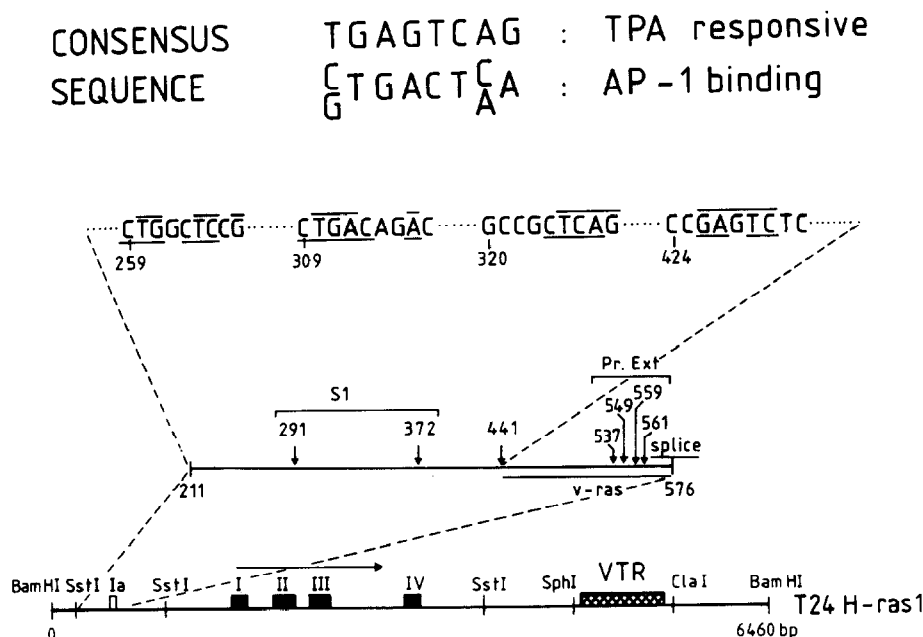 CONSENSUS TGAGTCAG : TPA responsive
SEQUENCE C/G TGACT C/A A : AP-1 binding
CTGGCTCCG ...... CTGACAGAC ...... GCCGCTCAG ...... CCGAGTCTC
259 309 320 424
Pr. Ext
S1 549 559
291 372 441 537 561
splice
211 v-ras 576
BamHI SstI Ia SstI I II III IV SstI SphI VTR ClaI BamHI
T24 H-ras1
0 6460 bp